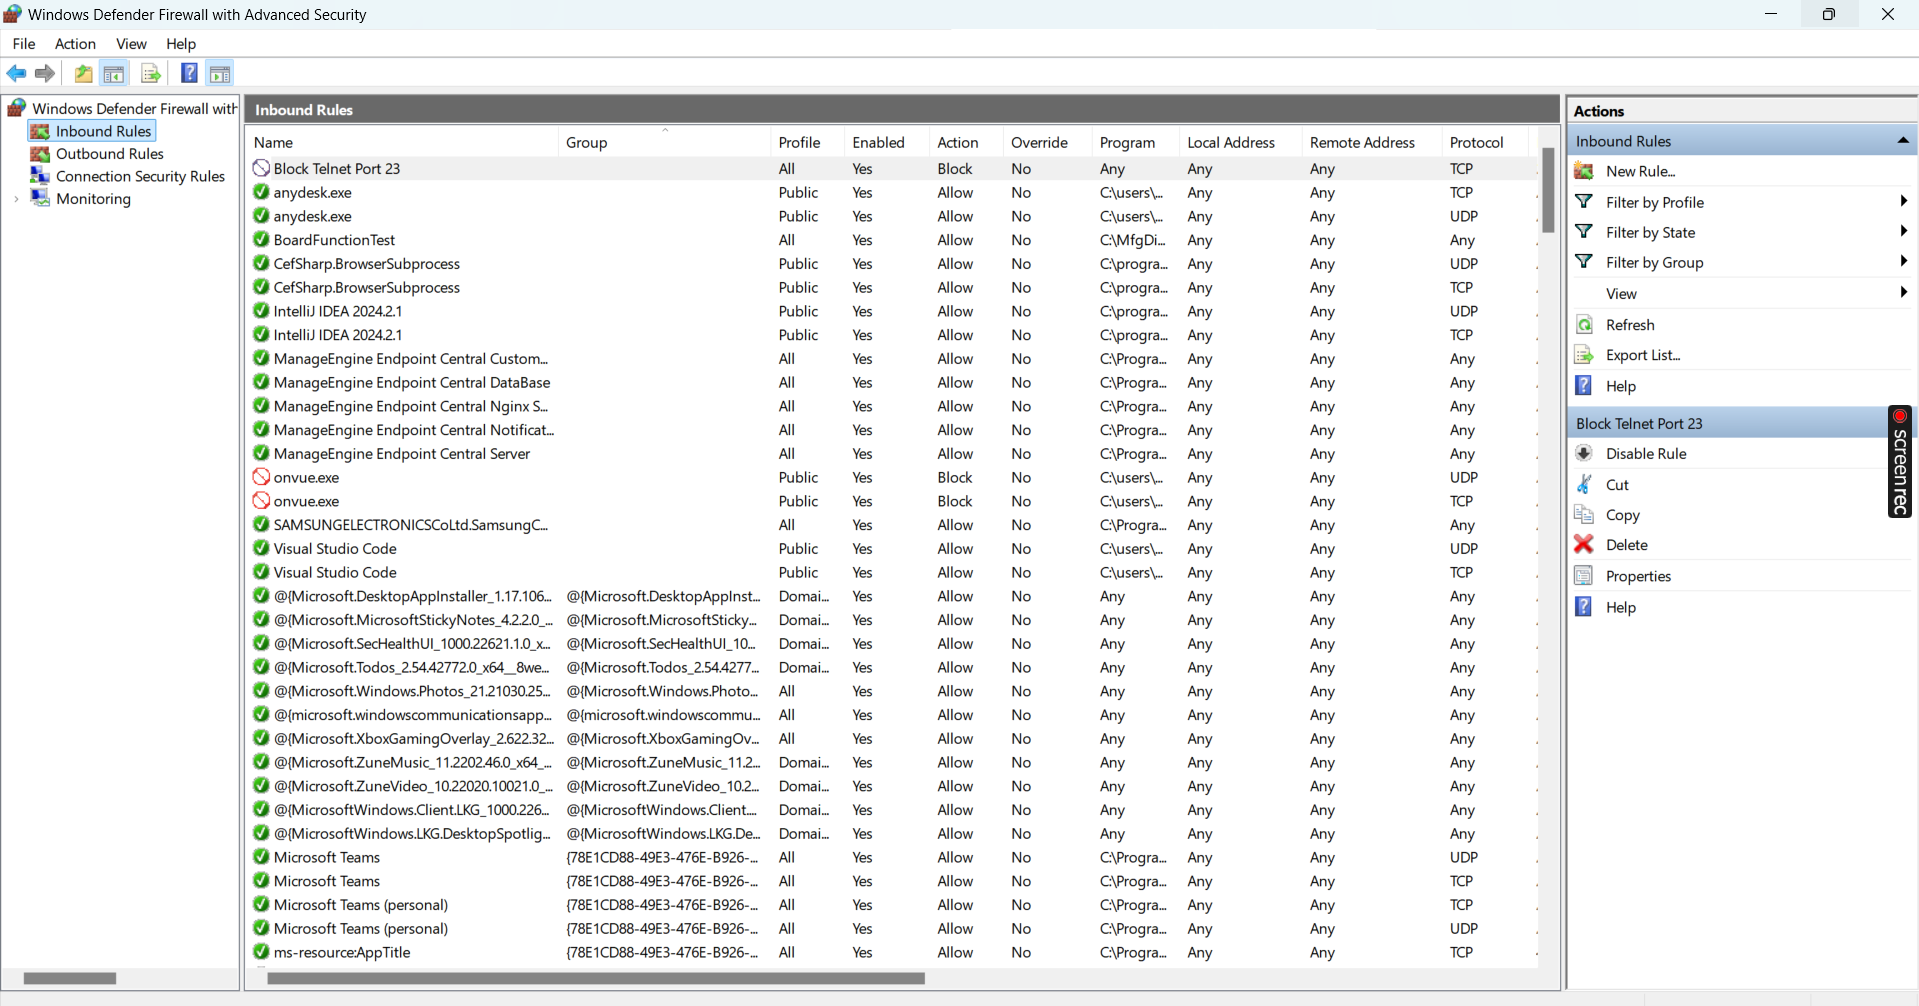 Windows Defender Firewall with Advanced Security
File Action View Help
Windows Defender Firewall with
Inbound Rules
Outbound Rules
Connection Security Rules
Monitoring
Inbound Rules
Name Group Profile Enabled Action Override Program Local Address Remote Address Protocol
Block Telnet Port 23 All Yes Block No Any Any Any TCP
anydesk.exe Public Yes Allow No C:\users\... Any Any TCP
anydesk.exe Public Yes Allow No C:\users\... Any Any UDP
BoardFunctionTest All Yes Allow No C:\MfgDi... Any Any Any
CefSharp.BrowserSubprocess Public Yes Allow No C:\progra... Any Any UDP
CefSharp.BrowserSubprocess Public Yes Allow No C:\progra... Any Any TCP
IntelliJ IDEA 2024.2.1 Public Yes Allow No C:\progra... Any Any UDP
IntelliJ IDEA 2024.2.1 Public Yes Allow No C:\progra... Any Any TCP
ManageEngine Endpoint Central Custom... All Yes Allow No C:\Progra... Any Any Any
ManageEngine Endpoint Central DataBase All Yes Allow No C:\Progra... Any Any Any
ManageEngine Endpoint Central Nginx S... All Yes Allow No C:\Progra... Any Any Any
ManageEngine Endpoint Central Notificat... All Yes Allow No C:\Progra... Any Any Any
ManageEngine Endpoint Central Server All Yes Allow No C:\Progra... Any Any Any
onvue.exe Public Yes Block No C:\users\... Any Any UDP
onvue.exe Public Yes Block No C:\users\... Any Any TCP
SAMSUNGELECTRONICSCoLtd.SamsungC... All Yes Allow No C:\Progra... Any Any Any
Visual Studio Code Public Yes Allow No C:\users\... Any Any UDP
Visual Studio Code Public Yes Allow No C:\users\... Any Any TCP
@{Microsoft.DesktopAppInstaller_1.17.106... @{Microsoft.DesktopAppInst... Domai... Yes Allow No Any Any Any Any
@{Microsoft.MicrosoftStickyNotes_4.2.2.0_... @{Microsoft.MicrosoftSticky... Domai... Yes Allow No Any Any Any Any
@{Microsoft.SecHealthUI_1000.22621.1.0_x... @{Microsoft.SecHealthUI_10... Domai... Yes Allow No Any Any Any Any
@{Microsoft.Todos_2.54.42772.0_x64__8we... @{Microsoft.Todos_2.54.4277... Domai... Yes Allow No Any Any Any Any
@{Microsoft.Windows.Photos_21.21030.25... @{Microsoft.Windows.Photo... All Yes Allow No Any Any Any Any
@{microsoft.windowscommunicationsapp... @{microsoft.windowscommu... All Yes Allow No Any Any Any Any
@{Microsoft.XboxGamingOverlay_2.622.32... @{Microsoft.XboxGamingOv... All Yes Allow No Any Any Any Any
@{Microsoft.ZuneMusic_11.2202.46.0_x64_... @{Microsoft.ZuneMusic_11.2... Domai... Yes Allow No Any Any Any Any
@{Microsoft.ZuneVideo_10.22020.10021.0_... @{Microsoft.ZuneVideo_10.2... Domai... Yes Allow No Any Any Any Any
@{MicrosoftWindows.Client.LKG_1000.226... @{MicrosoftWindows.Client.... Domai... Yes Allow No Any Any Any Any
@{MicrosoftWindows.LKG.DesktopSpotlig... @{MicrosoftWindows.LKG.De... Domai... Yes Allow No Any Any Any Any
Microsoft Teams {78E1CD88-49E3-476E-B926-... All Yes Allow No C:\Progra... Any Any UDP
Microsoft Teams {78E1CD88-49E3-476E-B926-... All Yes Allow No C:\Progra... Any Any TCP
Microsoft Teams (personal) {78E1CD88-49E3-476E-B926-... All Yes Allow No C:\Progra... Any Any TCP
Microsoft Teams (personal) {78E1CD88-49E3-476E-B926-... All Yes Allow No C:\Progra... Any Any UDP
ms-resource:AppTitle {78E1CD88-49E3-476E-B926-... All Yes Allow No C:\Progra... Any Any TCP
Actions
Inbound Rules
New Rule...
Filter by Profile
Filter by State
Filter by Group
View
Refresh
Export List...
Help
Block Telnet Port 23
Disable Rule
Cut
Copy
Delete
Properties
Help
screenrec